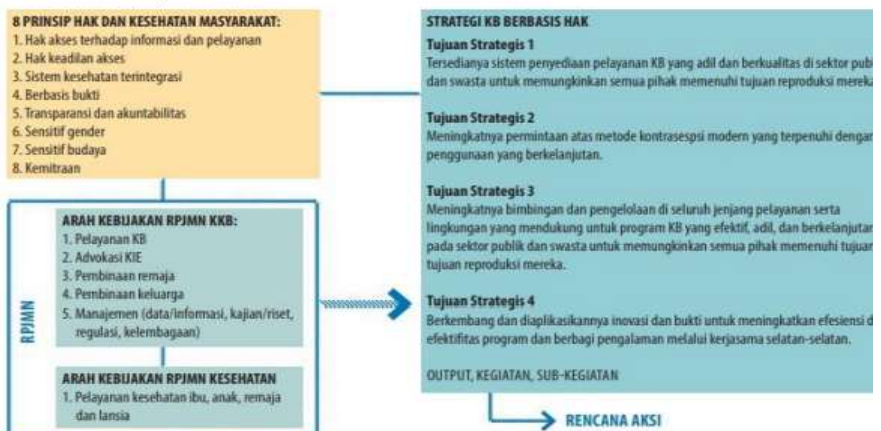 8 PRINSIP HAK DAN KESEHATAN MASYARAKAT:
1. Hak akses terhadap informasi dan pelayanan
2. Hak keadilan akses
3. Sistem kesehatan terintegrasi
4. Berbasis bukti
5. Transparansi dan akuntabilitas
6. Sensitif gender
7. Sensitif budaya
8. Kemitraan
RPJMN
ARAH KEBIJAKAN RPJMN KKB:
1. Pelayanan KB
2. Advokasi KIE
3. Pembinaan remaja
4. Pembinaan keluarga
5. Manajemen (data/informasi, kajian/riset,
regulasi, kelembagaan)
ARAH KEBIJAKAN RPJMN KESEHATAN
1. Pelayanan kesehatan ibu, anak, remaja
dan lansia
STRATEGI KB BERBASIS HAK
Tujuan Strategis 1
Tersedianya sistem penyediaan pelayanan KB yang adil dan berkualitas di sektor publ
dan swasta untuk memungkinkan semua pihak memenuhi tujuan reproduksi mereka
Tujuan Strategis 2
Meningkatnya permintaan atas metode kontrasespsi modern yang terpenuhi dengan
penggunaan yang berkelanjutan.
Tujuan Strategis 3
Meningkatnya bimbingan dan pengelolaan di seluruh jenjang pelayanan serta
lingkungan yang mendukung untuk program KB yang efektif, adil, dan berkelanjutan
pada sektor publik dan swasta untuk memungkinkan semua pihak memenuhi tujuan
tujuan reproduksi mereka.
Tujuan Strategis 4
Berkembang dan diaplikasikannya inovasi dan bukti untuk meningkatkan efesiensi d
efektifitas program dan berbagi pengalaman melalui kerjasama selatan-selatan.
OUTPUT, KEGIATAN, SUB-KEGIATAN
RENCANA AKSI